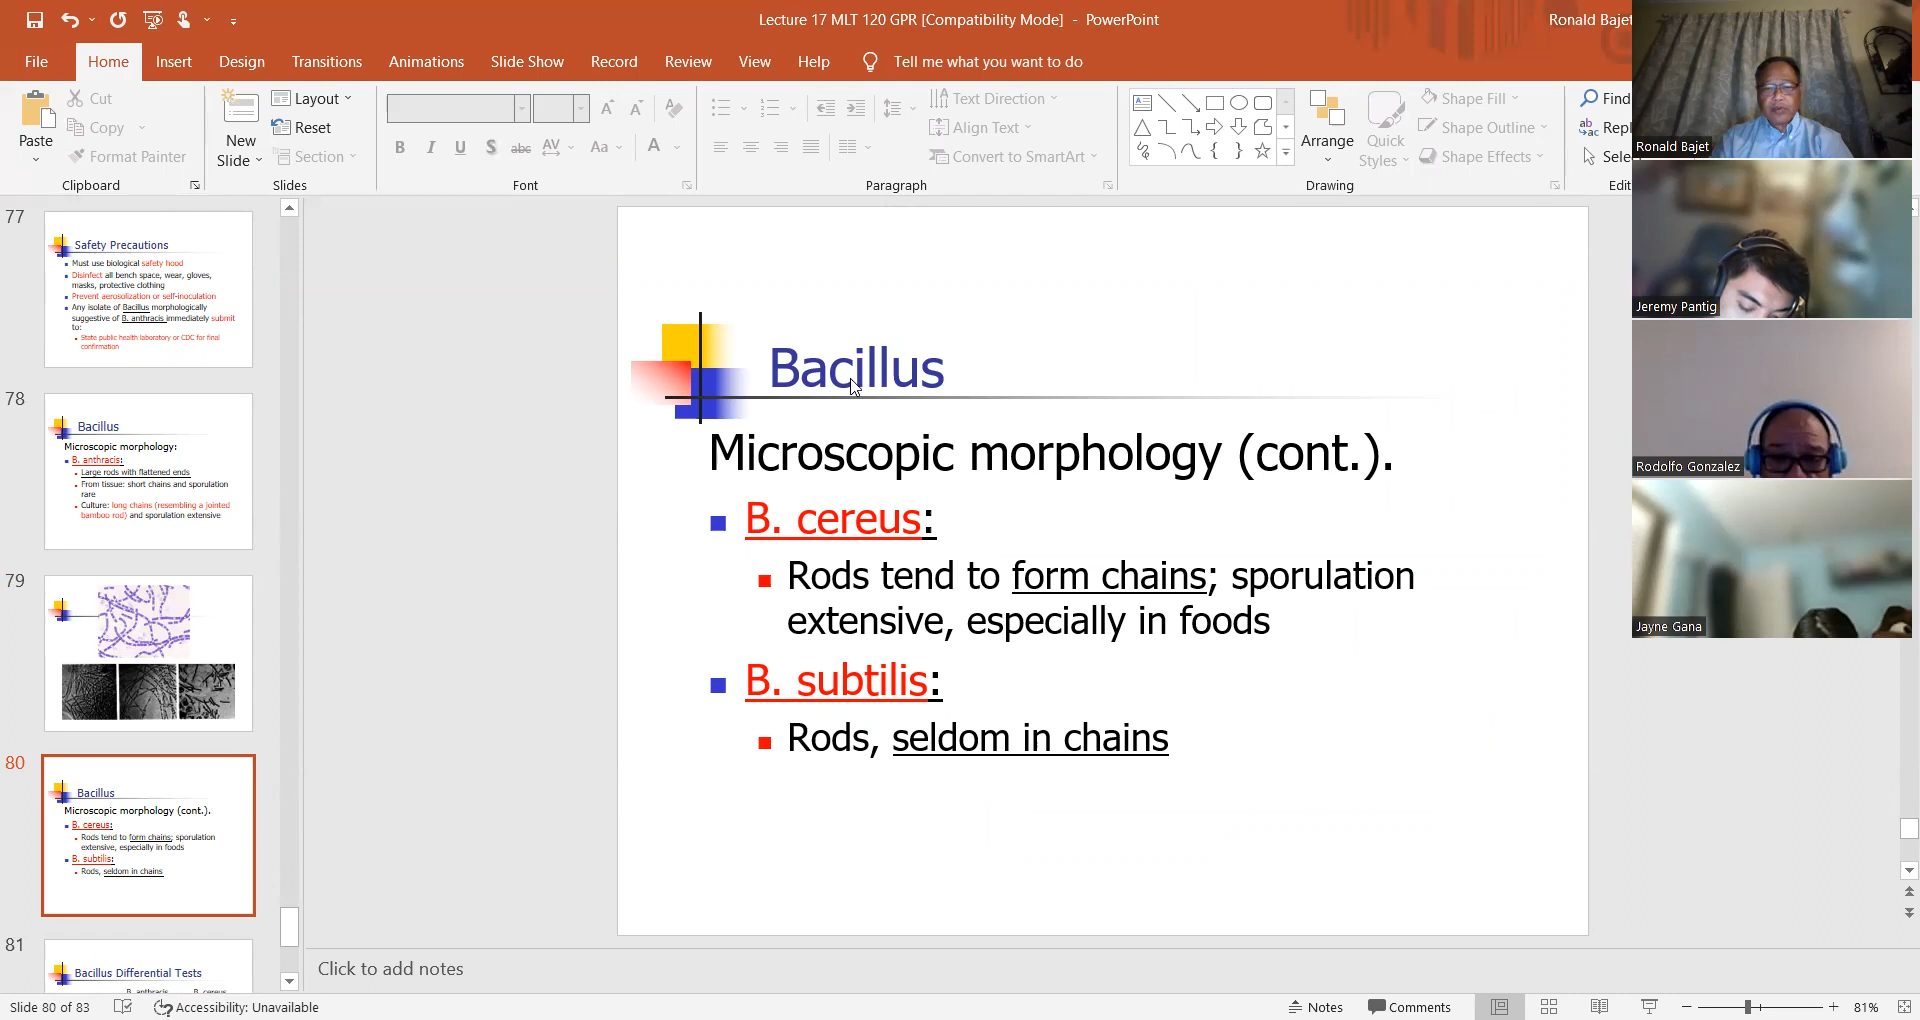 Lecture 17 MLT 120 GPR [Compatibility Mode] - PowerPoint
Ronald Bajet
File Home Insert Design Transitions Animations Slide Show Record Review View Help Tell me what you want to do
Paste
Cut
Copy
Format Painter
Clipboard
New
Slide
Layout
Reset
Section
Slides
B I U S abc AV Aa A
Font
Text Direction
Align Text
Convert to SmartArt
Paragraph
Arrange
Quick
Styles
Shape Fill
Shape Outline
Shape Effects
Drawing
Find
Repl
Sele
Edit
Ronald Bajet
Jeremy Pantig
Rodolfo Gonzalez
Jayne Gana
77
Safety Precautions
Must use biological safety hood
Disinfect all bench space, wear, gloves,
masks, protective clothing
Prevent aerosolization or self-inoculation
Any isolate of Bacillus morphologically
suggestive of B. anthracis immediately submit
to:
State public health laboratory or CDC for final
confirmation
78
Bacillus
Microscopic morphology:
B. anthracis:
Large rods with flattened ends
From tissue: short chains and sporulation
rare
Culture: long chains (resembling a jointed
bamboo rod) and sporulation extensive
79
80
Bacillus
Microscopic morphology (cont.).
B. cereus:
Rods tend to form chains; sporulation
extensive, especially in foods
B. subtilis:
Rods, seldom in chains
81
Bacillus Differential Tests
B. anthracis B. cereus
Bacillus
Microscopic morphology (cont.).
B. cereus:
Rods tend to form chains; sporulation
extensive, especially in foods
B. subtilis:
Rods, seldom in chains
Click to add notes
Slide 80 of 83 Accessibility: Unavailable Notes Comments 81%